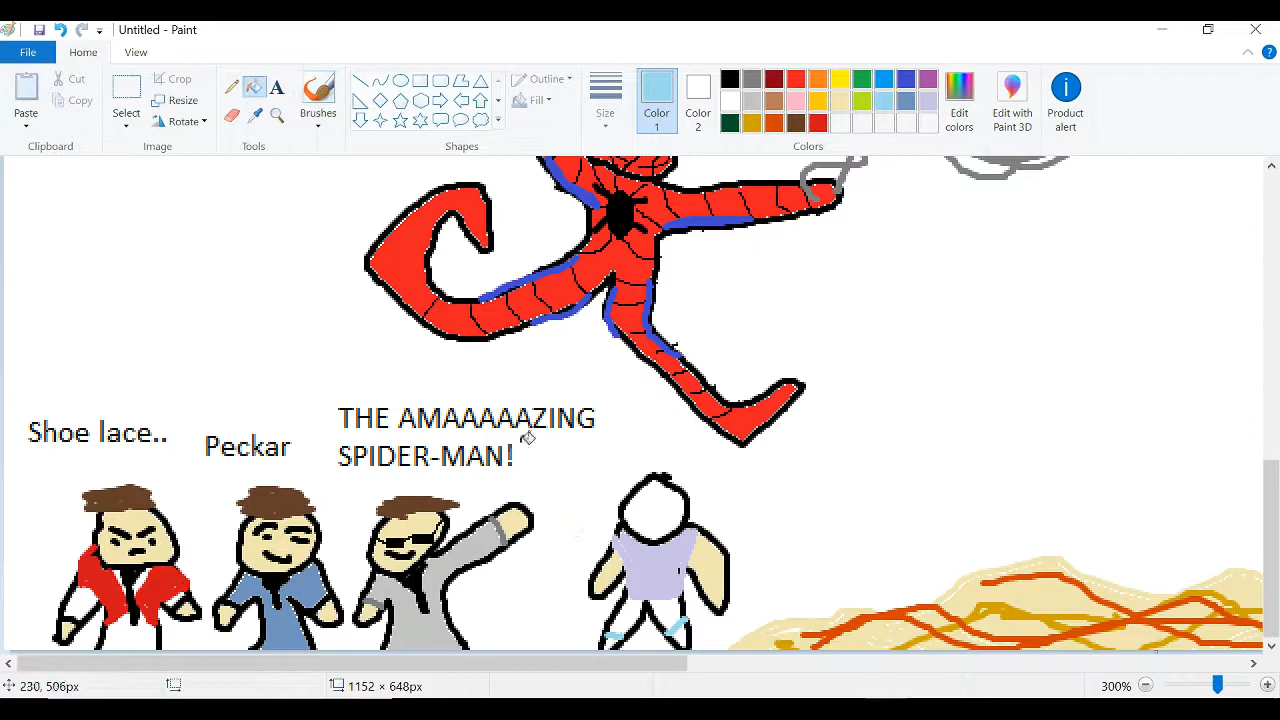 Untitled - Paint
File Home View
Paste
Cut
Copy
Clipboard
Select
Crop
Resize
Rotate
Image
Tools
Brushes
Shapes
Outline
Fill
Size
Color 1
Color 2
Edit colors
Edit with Paint 3D
Product alert
Colors
THE AMAAAAAZING
SPIDER-MAN!
Shoe lace..
Peckar
230, 506px
1152 × 648px
300%